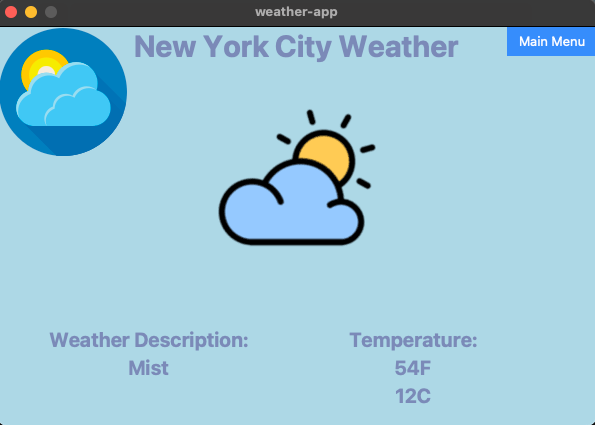 weather-app
New York City Weather
Main Menu
Weather Description:
Mist
Temperature:
54F
12C